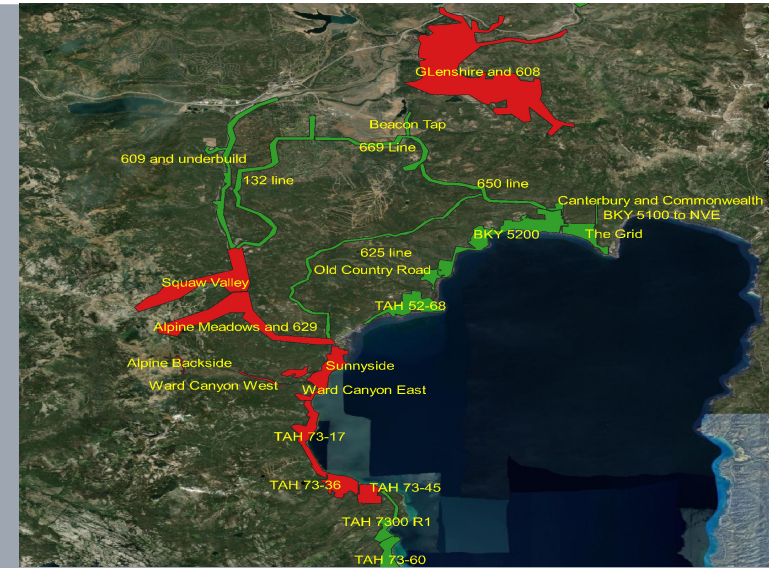 GLenshire and 608
Beacon Tap
669 Line
609 and underbuild
132 line
650 line
Canterbury and Commonwealth
BKY 5100 to NVE
BKY 5200
The Grid
625 line
Old Country Road
Squaw Valley
TAH 52-68
Alpine Meadows and 629
Alpine Backside
Sunnyside
Ward Canyon West
Ward Canyon East
TAH 73-17
TAH 73-36
TAH 73-45
TAH 7300 R1
TAH 73-60